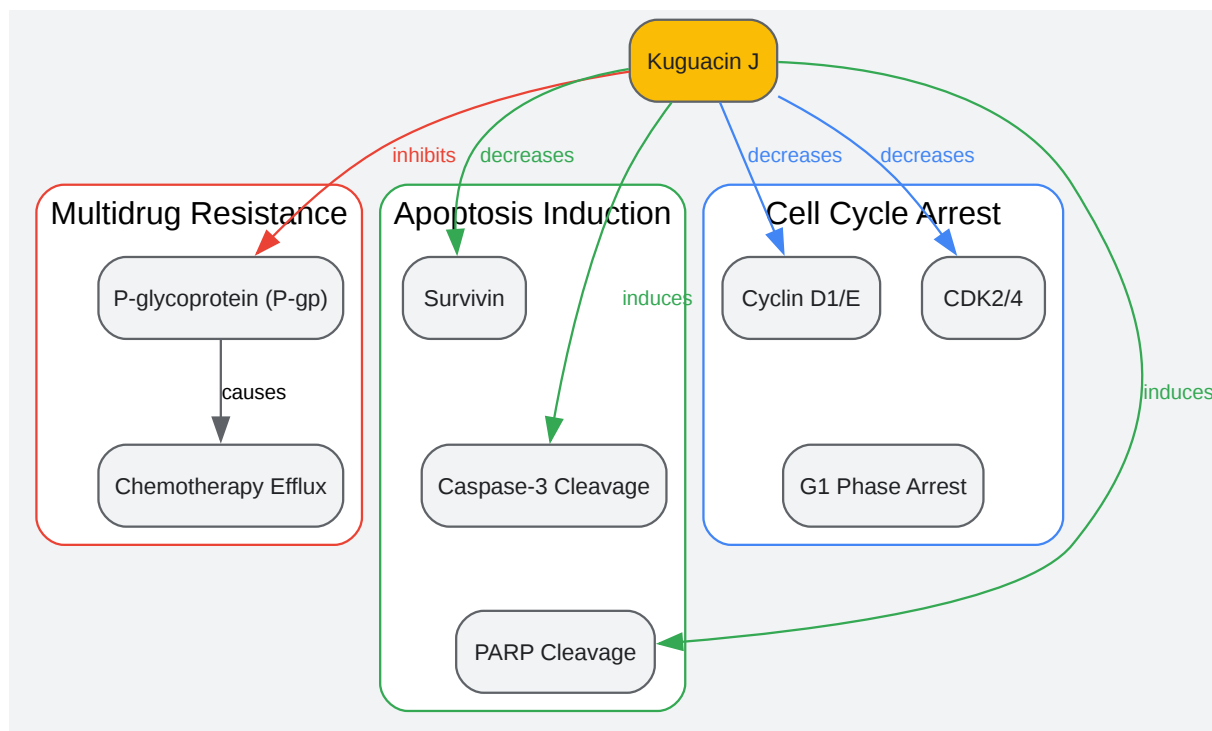 Kuguacin J
inhibits
decreases
decreases
decreases
Multidrug Resistance
Apoptosis Induction
Cell Cycle Arrest
P-glycoprotein (P-gp)
Survivin
induces
Cyclin D1/E
CDK2/4
causes
induces
Chemotherapy Efflux
Caspase-3 Cleavage
G1 Phase Arrest
PARP Cleavage